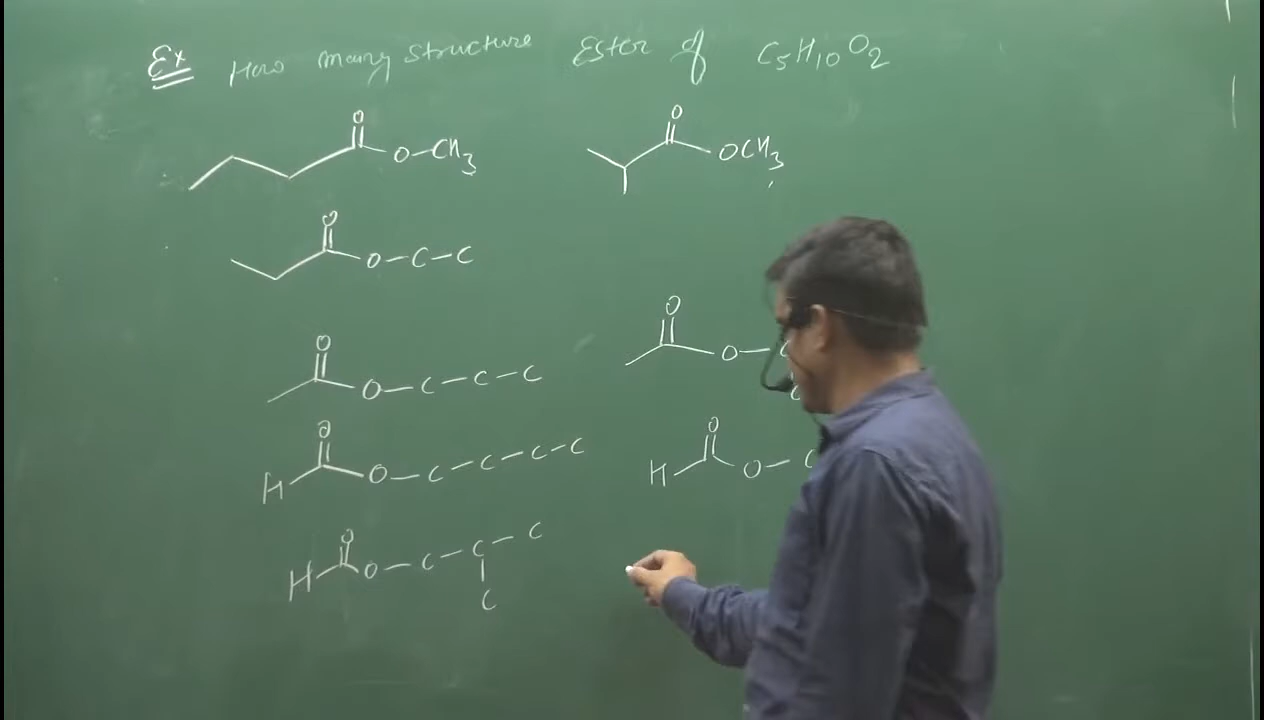 Ex How many structure Ester of C5H10O2
O O
O-CH3 OCH3
O
O-C-C
O O
O-C-C-C O-C
C
O O
H O-C-C-C-C H O-C
O
H O-C-C-C
C